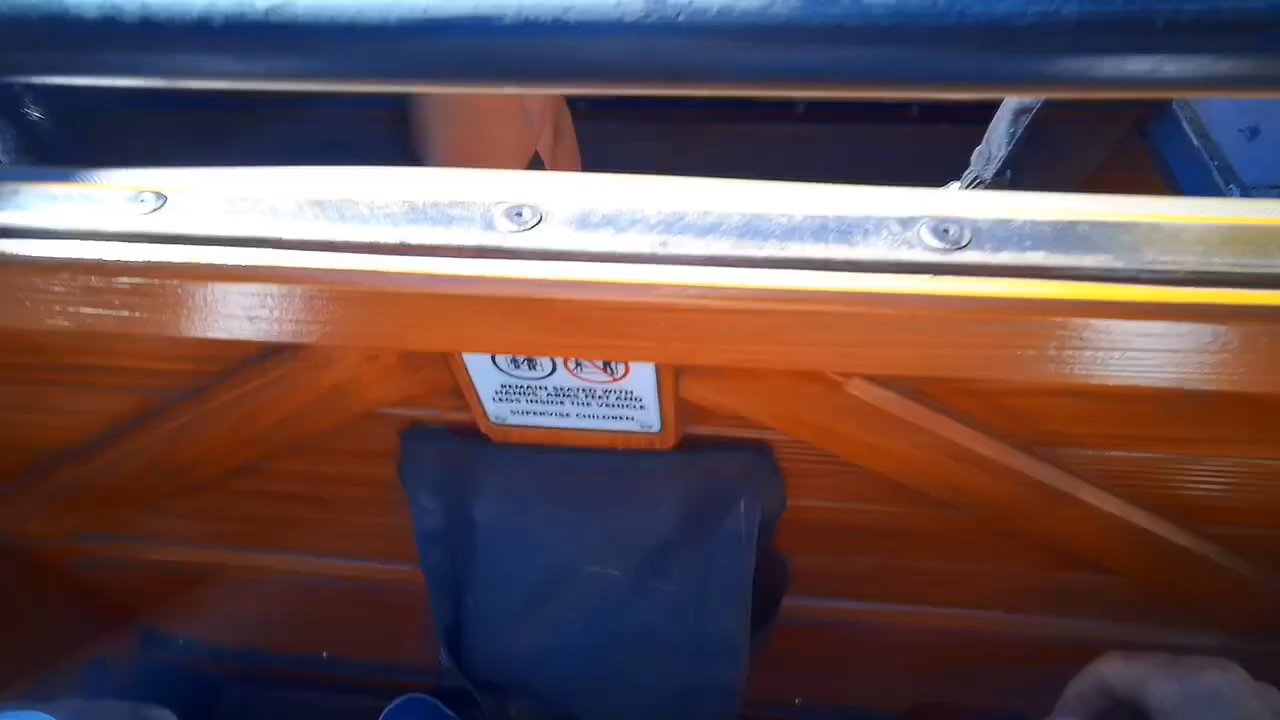 REMAIN SEATED WITH
HANDS, ARMS, FEET AND
LEGS INSIDE THE VEHICLE
SUPERVISE CHILDREN